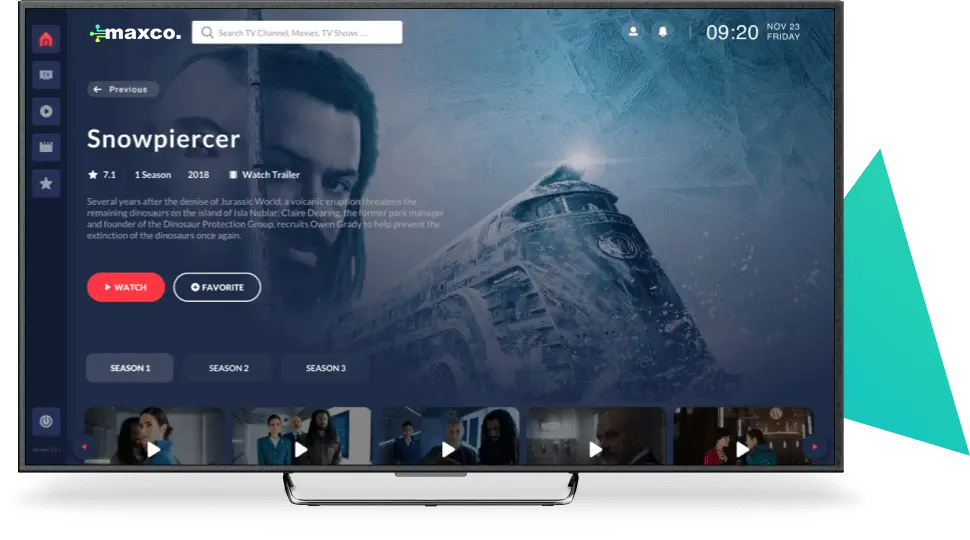 maxco.
Search TV Channel, Movies, TV Shows ....
09:20
NOV 23
FRIDAY
TV
Previous
Snowpiercer
7.1
1 Season
2018
Watch Trailer
Several years after the demise of Jurassic World, a volcanic eruption threatens the
remaining dinosaurs on the island of Isla Nublar. Claire Dearing, the former park manager
and founder of the Dinosaur Protection Group, recruits Owen Grady to help prevent the
extinction of the dinosaurs once again.
WATCH
FAVORITE
SEASON 1
SEASON 2
SEASON 3